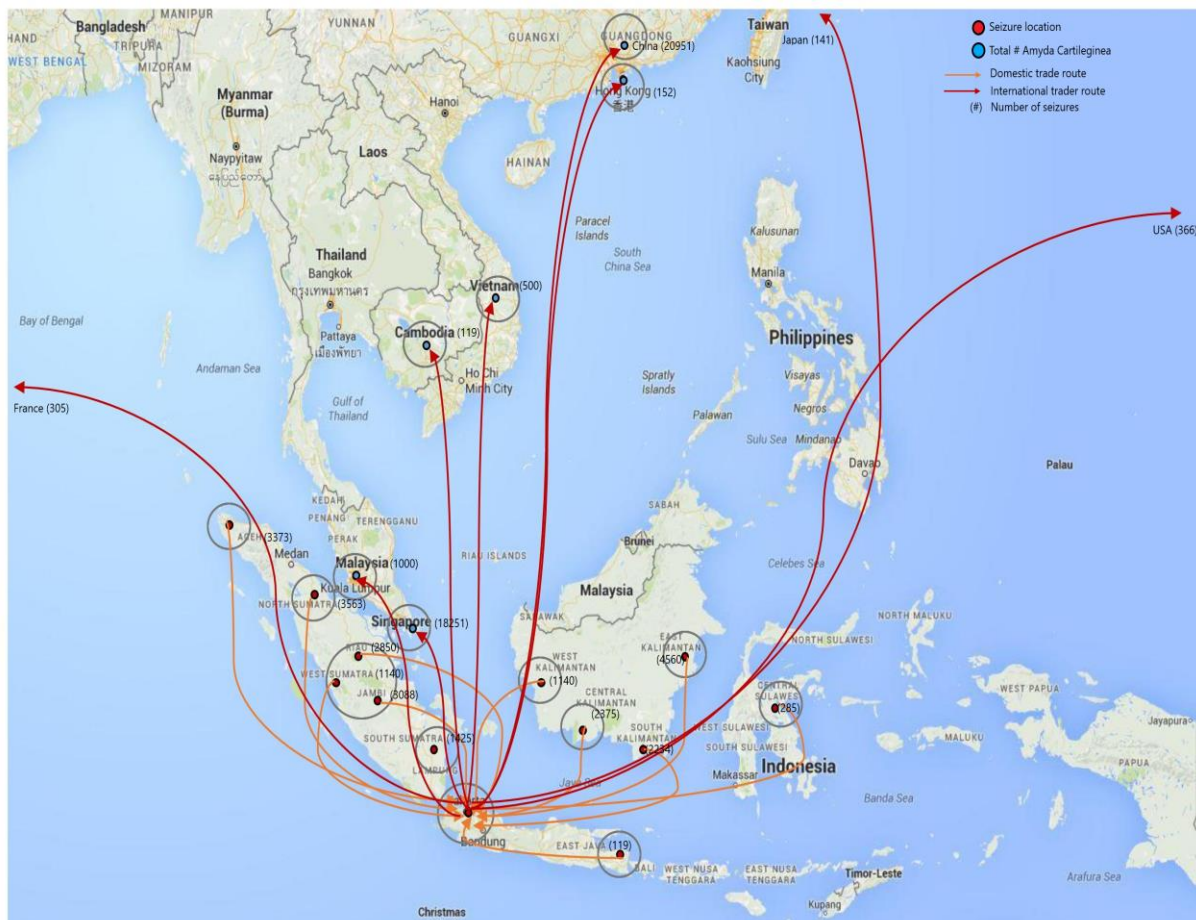 MANIPUR
YUNNAN
Bangladesh
TRIPURA
MIZORAM
WEST BENGAL
GUANGXI
GUANGDONG
China (20951)
Taiwan
Japan (141)
Kaohsiung
City
Seizure location
Total # Amyda Cartileginea
Domestic trade route
International trader route
(#) Number of seizures
Hong Kong (152)
香港
Myanmar
(Burma)
Hanoi
Laos
Naypyitaw
နေပြည်တော်
HAINAN
Paracel
Islands
South
China Sea
Kalusunan
USA (366)
Thailand
Bangkok
กรุงเทพมหานคร
Vietnam (500)
Manila
Bay of Bengal
Pattaya
เมืองพัทยา
Cambodia (119)
Philippines
Andaman Sea
Ho Chi
Minh City
Spratly
Islands
Visayas
France (305)
Gulf of
Thailand
Palawan
Negros
Sulu Sea
Mindanao
Davao
Palau
KEDAH
PENANG
TERENGGANU
PERAK
SABAH
ACEH (3373)
Medan
RIAU ISLANDS
Brunei
Celebes Sea
Malaysia (1000)
Kuala Lumpur
Malaysia
NORTH SUMATRA
(3563)
SARAWAK
NORTH MALUKU
Singapore (18251)
NORTH SULAWESI
RIAU (2850)
EAST
KALIMANTAN
(4560)
WEST SUMATRA (1140)
WEST
KALIMANTAN
(1140)
JAMBI (3088)
CENTRAL
KALIMANTAN
(2375)
CENTRAL
SULAWES
(285)
WEST PAPUA
Jayapura
SOUTH SUMATRA (1425)
SOUTH
KALIMANTAN
(2234)
WEST SULAWESI
SOUTH SULAWESI
MALUKU
PAPUA
LAMPUNG
Java Sea
Makassar
Indonesia
Banda Sea
Bandung
EAST JAVA (119)
BALI
WEST NUSA
TENGGARA
EAST NUSA
TENGGARA
Timor-Leste
Arafura Sea
Kupang
Christmas